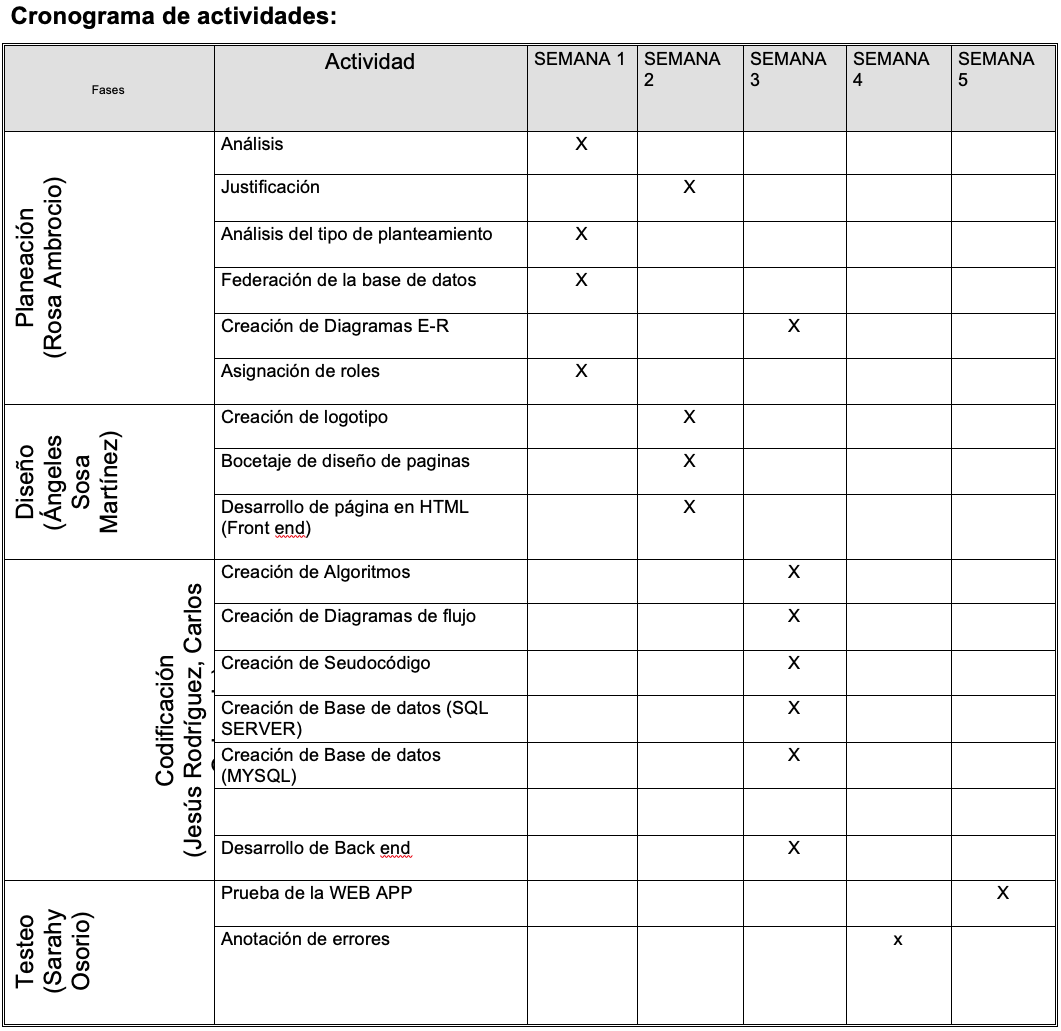 Cronograma de actividades:
Fases
Actividad
SEMANA 1
SEMANA
2
SEMANA
3
SEMANA
4
SEMANA
5
Planeación
(Rosa Ambrocio)
Análisis
X
Justificación
X
Análisis del tipo de planteamiento
X
Federación de la base de datos
X
Creación de Diagramas E-R
X
Asignación de roles
X
Diseño
(Ángeles
Sosa
Martínez)
Creación de logotipo
X
Bocetaje de diseño de paginas
X
Desarrollo de página en HTML
(Front end)
X
Codificación
(Jesús Rodríguez, Carlos
Creación de Algoritmos
X
Creación de Diagramas de flujo
X
Creación de Seudocódigo
X
Creación de Base de datos (SQL
SERVER)
X
Creación de Base de datos
(MYSQL)
X
Desarrollo de Back end
X
Testeo
(Sarahy
Osorio)
Prueba de la WEB APP
X
Anotación de errores
x